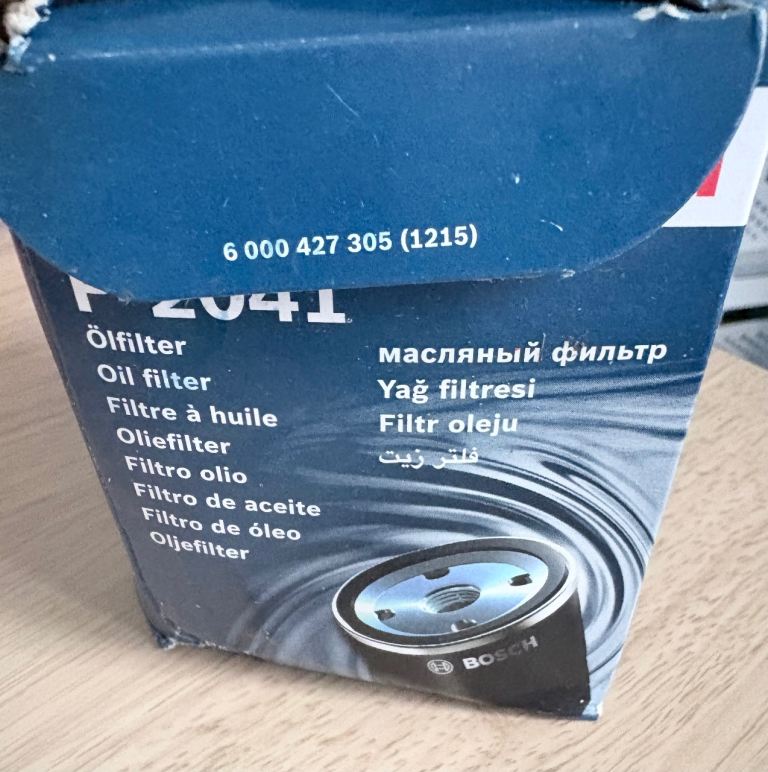 6 000 427 305 (1215)
P 2041
Ölfilter
Oil filter
Filtre à huile
Oliefilter
Filtro olio
Filtro de aceite
Filtro de óleo
Oljefilter
масляный фильтр
Yağ filtresi
Filtr oleju
فلتر زيت
BOSCH